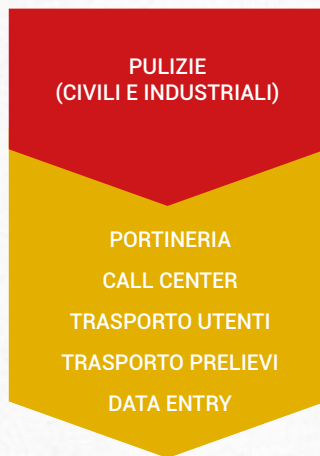 PULIZIE
(CIVILI E INDUSTRIALI)
PORTINERIA
CALL CENTER
TRASPORTO UTENTI
TRASPORTO PRELIEVI
DATA ENTRY